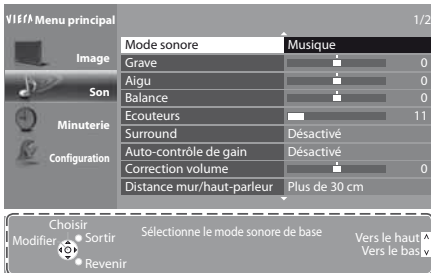 VIErA Menu principal 1/2
Image
Son
Minuterie
Configuration
Mode sonore Musique
Grave 0
Aigu 0
Balance 0
Ecouteurs 11
Surround Désactivé
Auto-contrôle de gain Désactivé
Correction volume 0
Distance mur/haut-parleur Plus de 30 cm
Choisir
Modifier Sortir
Revenir
Sélectionne le mode sonore de base
Vers le haut
Vers le bas